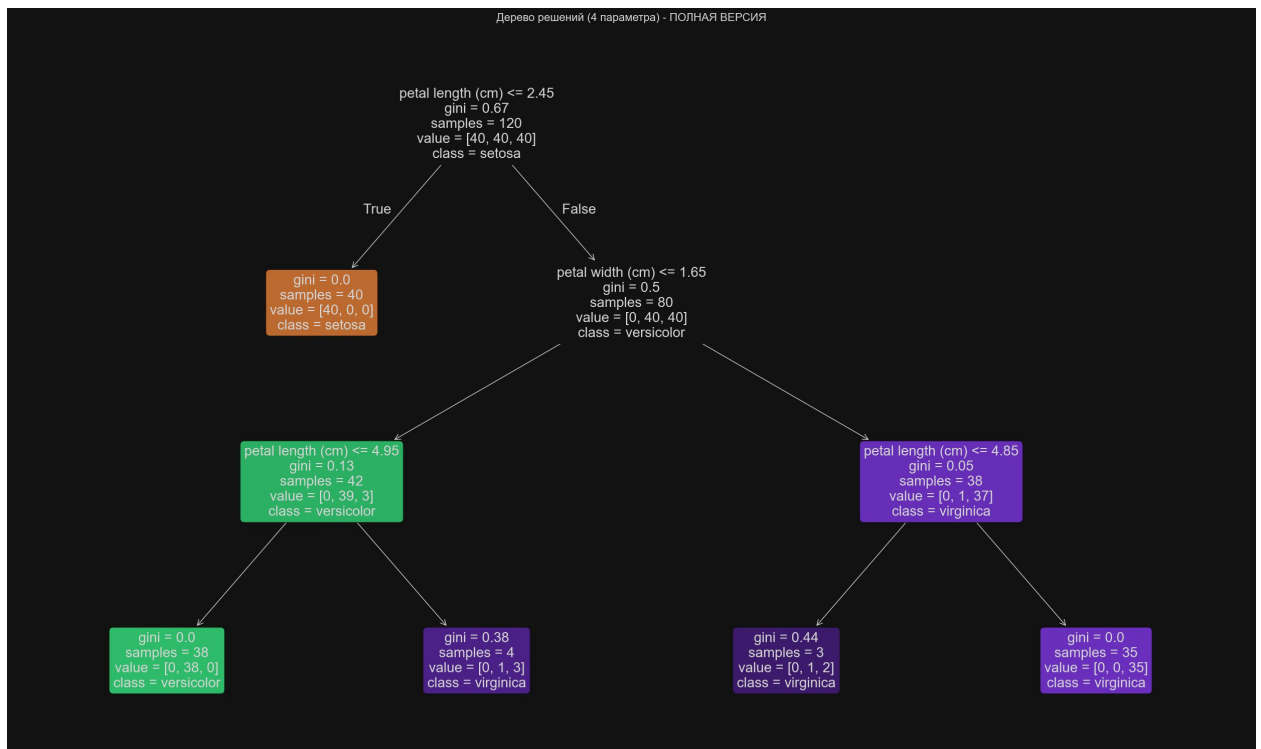 Дерево решений (4 параметра) - ПОЛНАЯ ВЕРСИЯ
petal length (cm) <= 2.45
gini = 0.67
samples = 120
value = [40, 40, 40]
class = setosa
True
False
gini = 0.0
samples = 40
value = [40, 0, 0]
class = setosa
petal width (cm) <= 1.65
gini = 0.5
samples = 80
value = [0, 40, 40]
class = versicolor
petal length (cm) <= 4.95
gini = 0.13
samples = 42
value = [0, 39, 3]
class = versicolor
petal length (cm) <= 4.85
gini = 0.05
samples = 38
value = [0, 1, 37]
class = virginica
gini = 0.0
samples = 38
value = [0, 38, 0]
class = versicolor
gini = 0.38
samples = 4
value = [0, 1, 3]
class = virginica
gini = 0.44
samples = 3
value = [0, 1, 2]
class = virginica
gini = 0.0
samples = 35
value = [0, 0, 35]
class = virginica